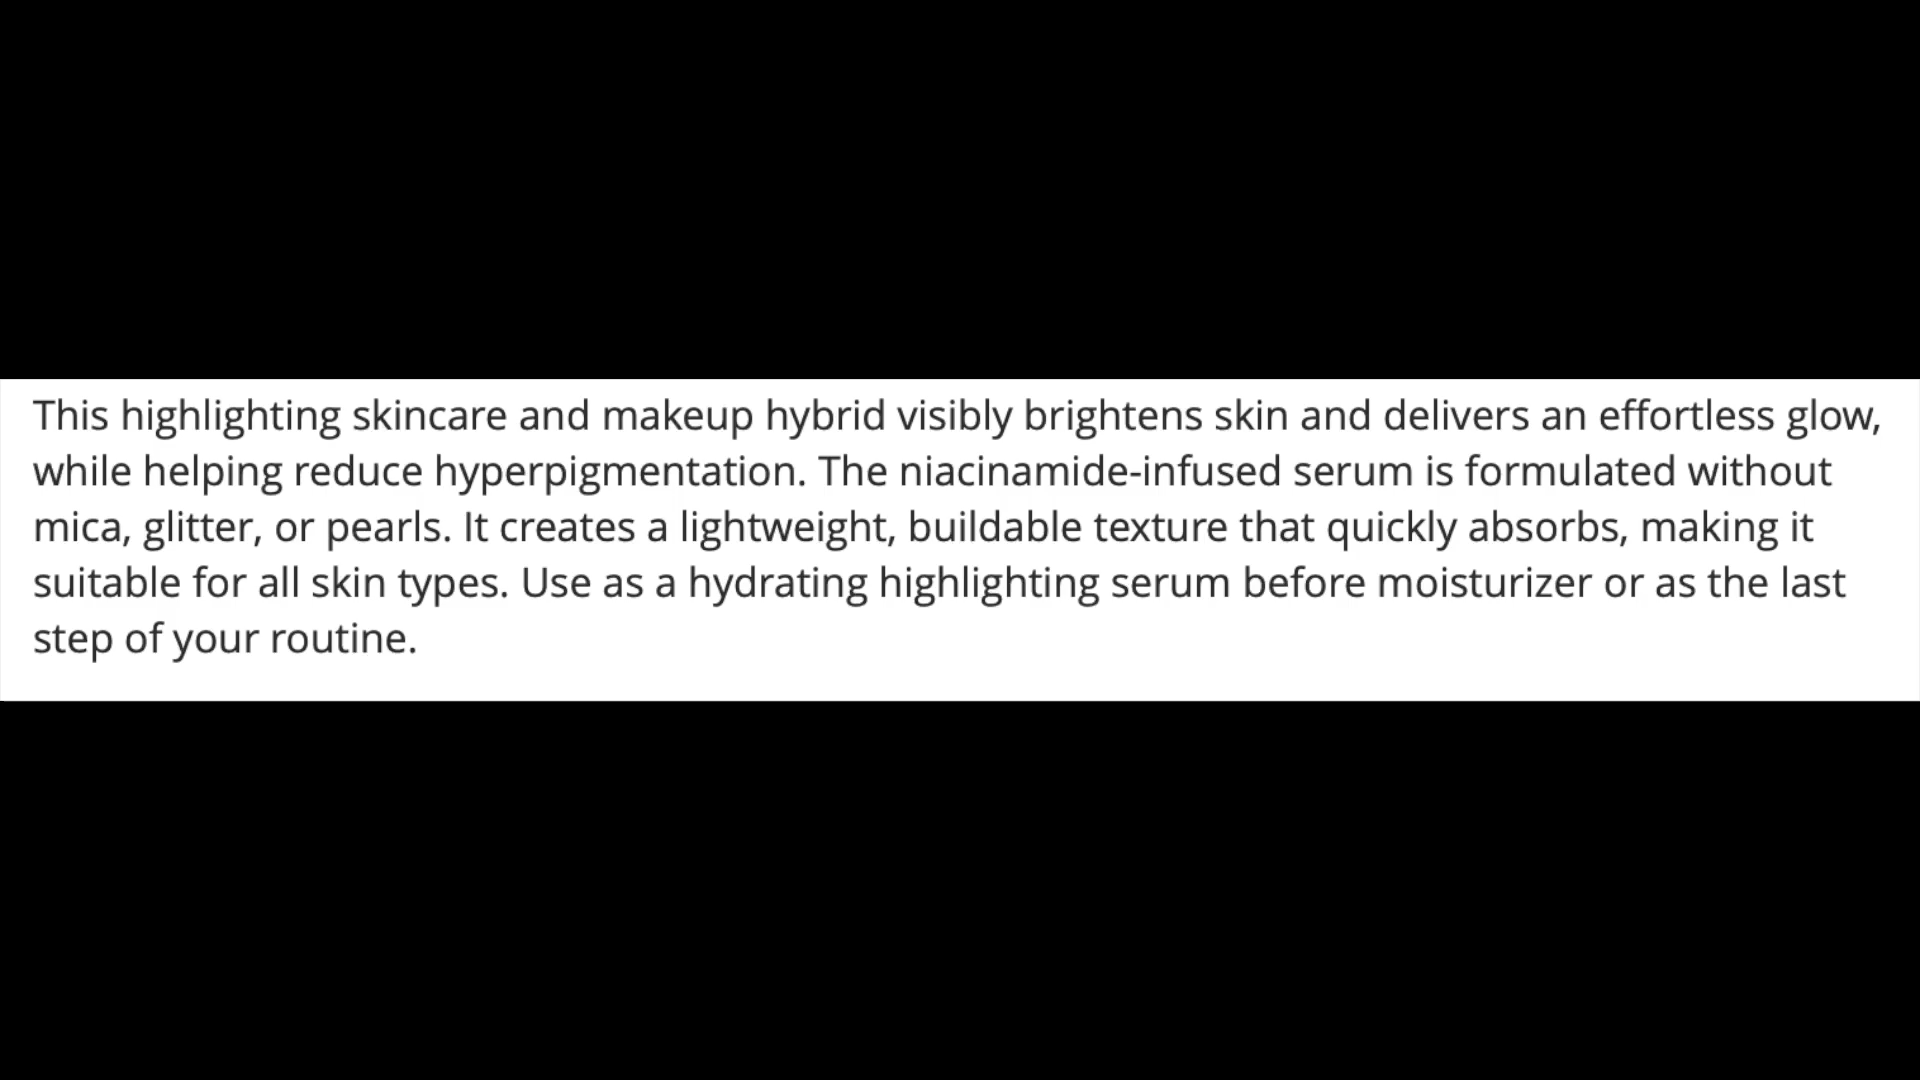 This highlighting skincare and makeup hybrid visibly brightens skin and delivers an effortless glow,
while helping reduce hyperpigmentation. The niacinamide-infused serum is formulated without
mica, glitter, or pearls. It creates a lightweight, buildable texture that quickly absorbs, making it
suitable for all skin types. Use as a hydrating highlighting serum before moisturizer or as the last
step of your routine.